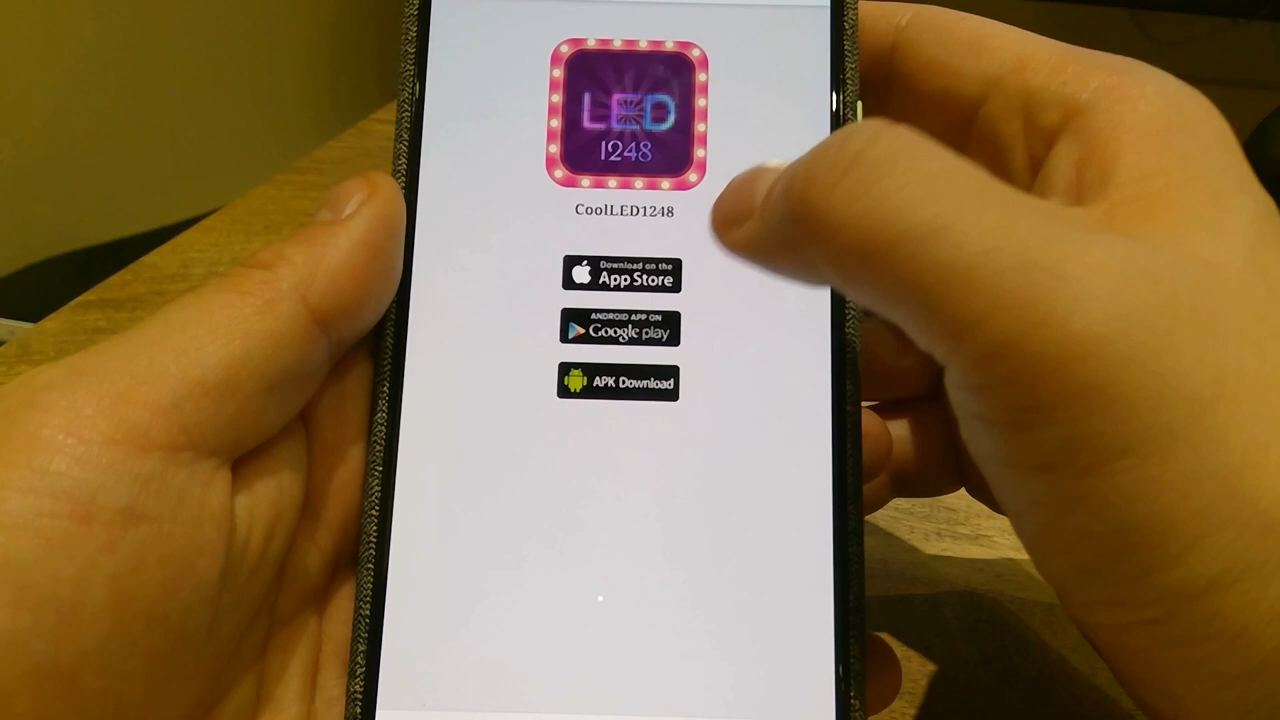 LED
1248
CoolLED1248
Download on the
App Store
ANDROID APP ON
Google play
APK Download